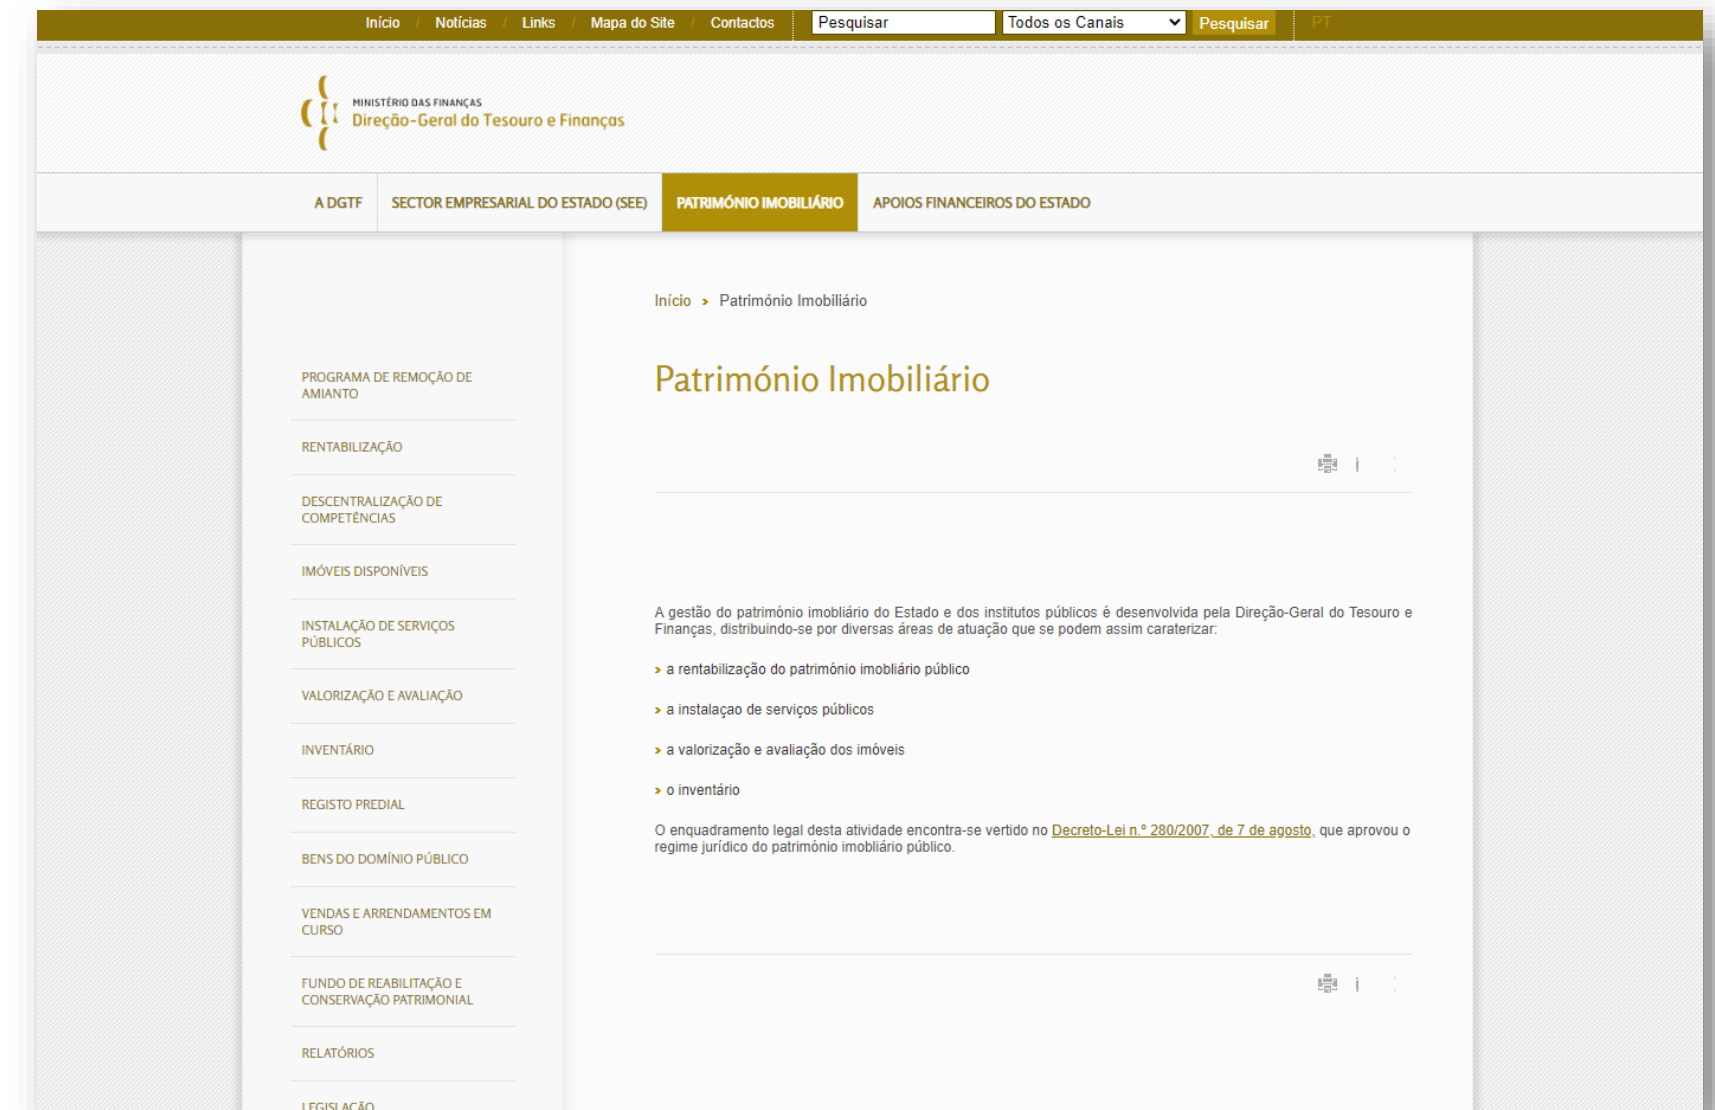 Início / Notícias / Links / Mapa do Site / Contactos Pesquisar Todos os Canais Pesquisar PT
MINISTÉRIO DAS FINANÇAS
Direção-Geral do Tesouro e Finanças
A DGTF SECTOR EMPRESARIAL DO ESTADO (SEE) PATRIMÓNIO IMOBILIÁRIO APOIOS FINANCEIROS DO ESTADO
PROGRAMA DE REMOÇÃO DE
AMIANTO
RENTABILIZAÇÃO
DESCENTRALIZAÇÃO DE
COMPETÊNCIAS
IMÓVEIS DISPONÍVEIS
INSTALAÇÃO DE SERVIÇOS
PÚBLICOS
VALORIZAÇÃO E AVALIAÇÃO
INVENTÁRIO
REGISTO PREDIAL
BENS DO DOMÍNIO PÚBLICO
VENDAS E ARRENDAMENTOS EM
CURSO
FUNDO DE REABILITAÇÃO E
CONSERVAÇÃO PATRIMONIAL
RELATÓRIOS
LEGISLAÇÃO
Início > Património Imobiliário
Património Imobiliário
A gestão do património imobliário do Estado e dos institutos públicos é desenvolvida pela Direção-Geral do Tesouro e
Finanças, distribuindo-se por diversas áreas de atuação que se podem assim caraterizar:
> a rentabilização do património imobliário público
> a instalaçao de serviços públicos
> a valorização e avaliação dos imóveis
> o inventário
O enquadramento legal desta atividade encontra-se vertido no Decreto-Lei n.º 280/2007, de 7 de agosto, que aprovou o
regime jurídico do património imobliário público.